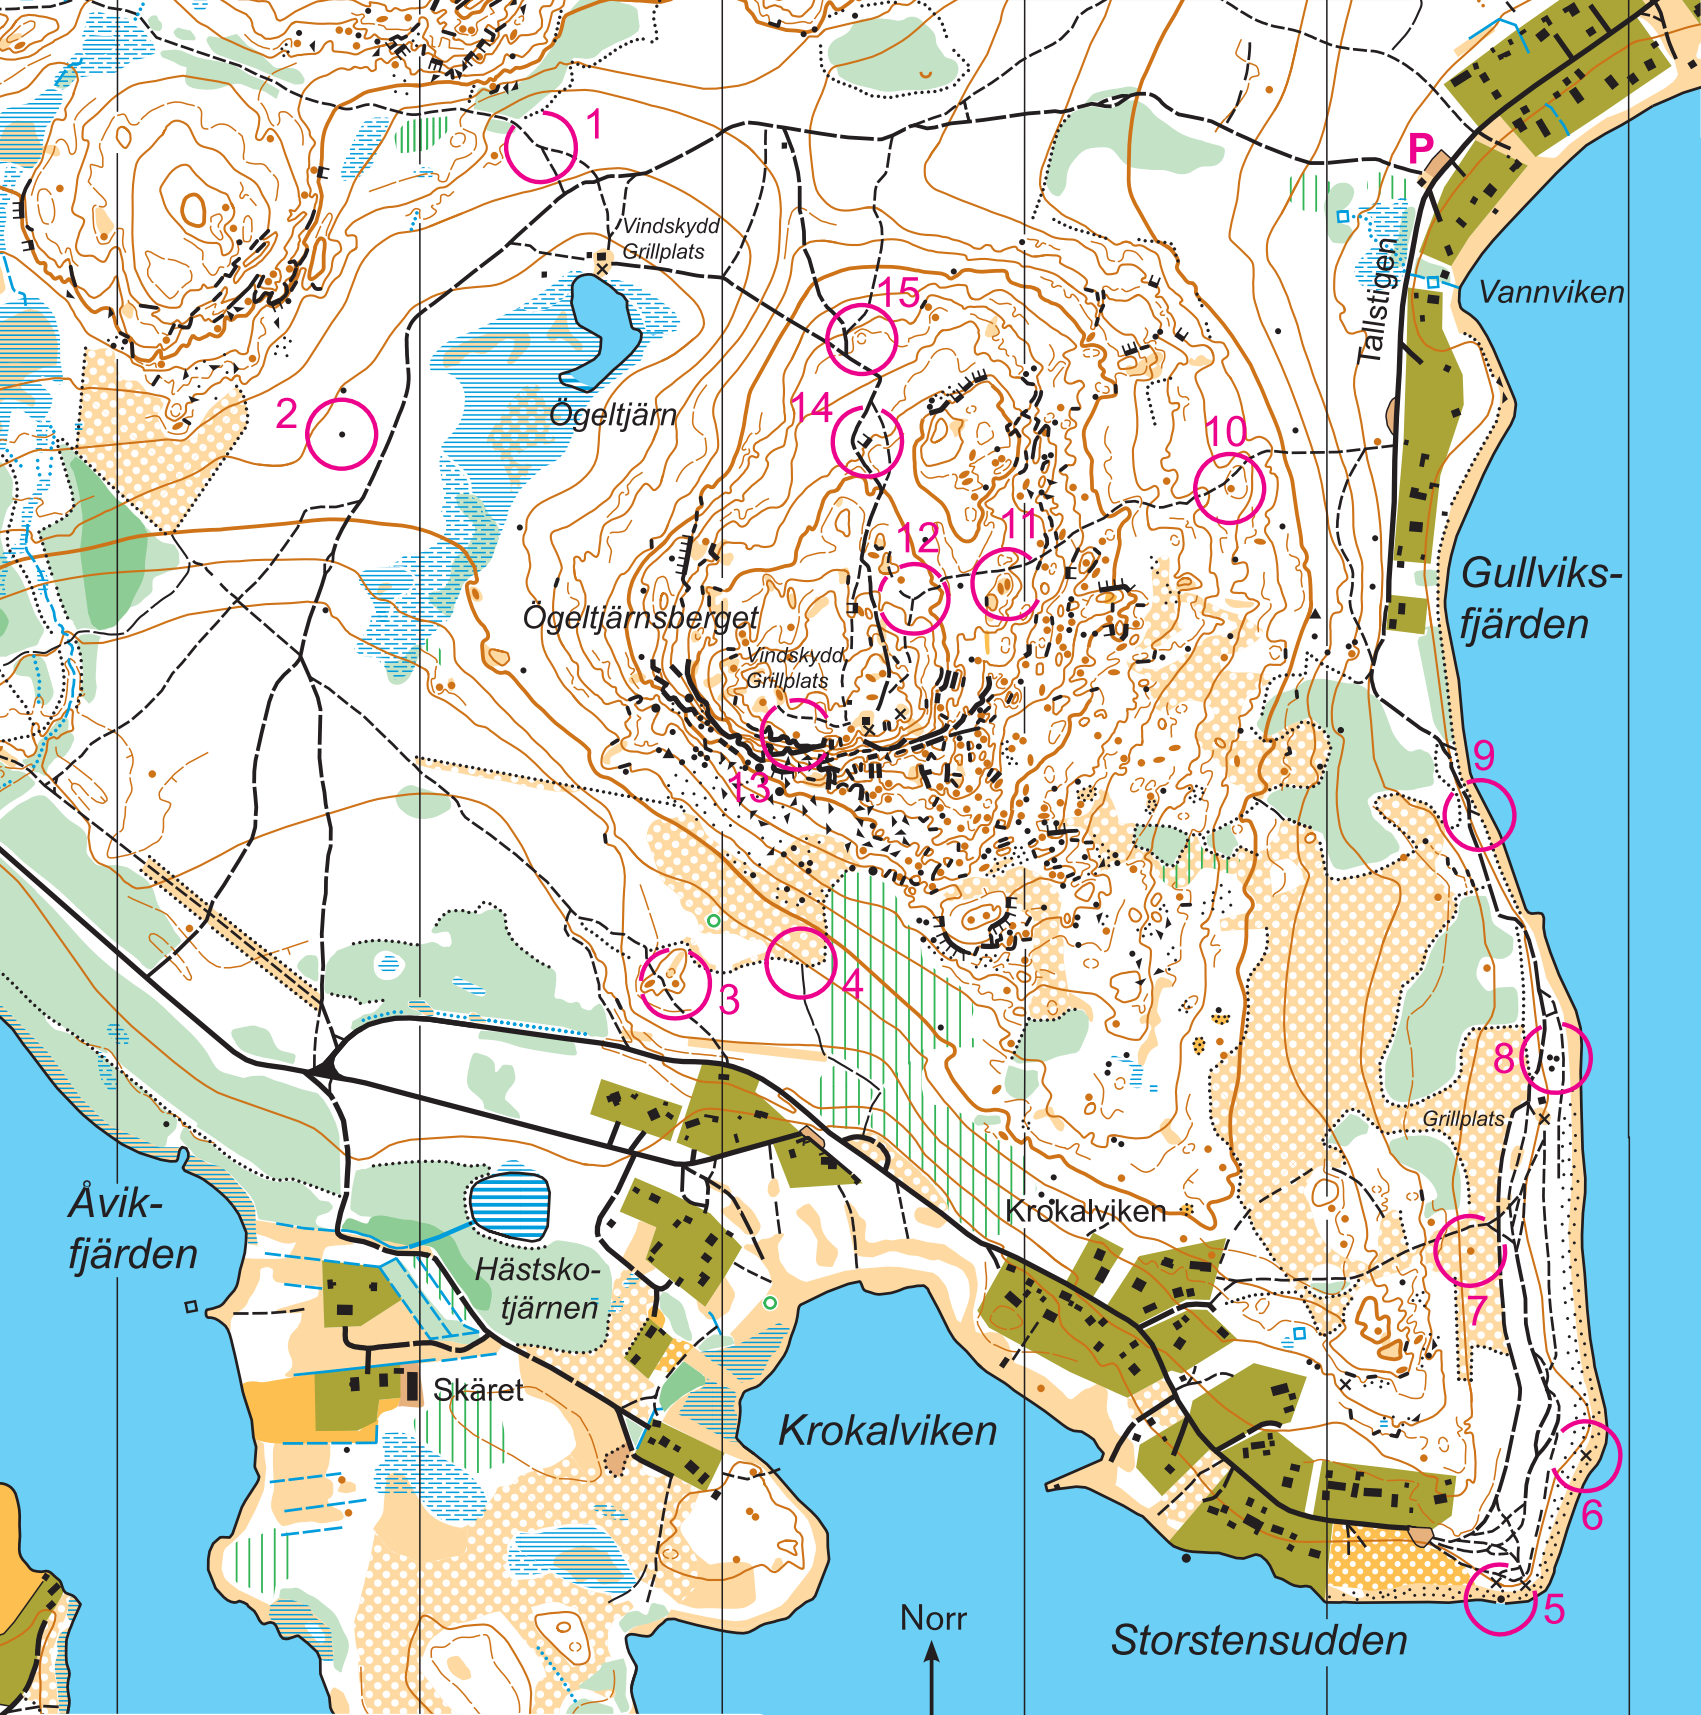 1
P
Vindskydd
Grillplats
Tallstigen
Vannviken
15
2
14
Ögeltjärn
10
11
12
Gullviks-
fjärden
Ögeltjärnsberget
Vindskydd
Grillplats
13
9
3
4
8
Grillplats
Åvik-
fjärden
Krokalviken
Hästsko-
tjärnen
7
Skäret
Krokalviken
6
5
Norr
Storstensudden